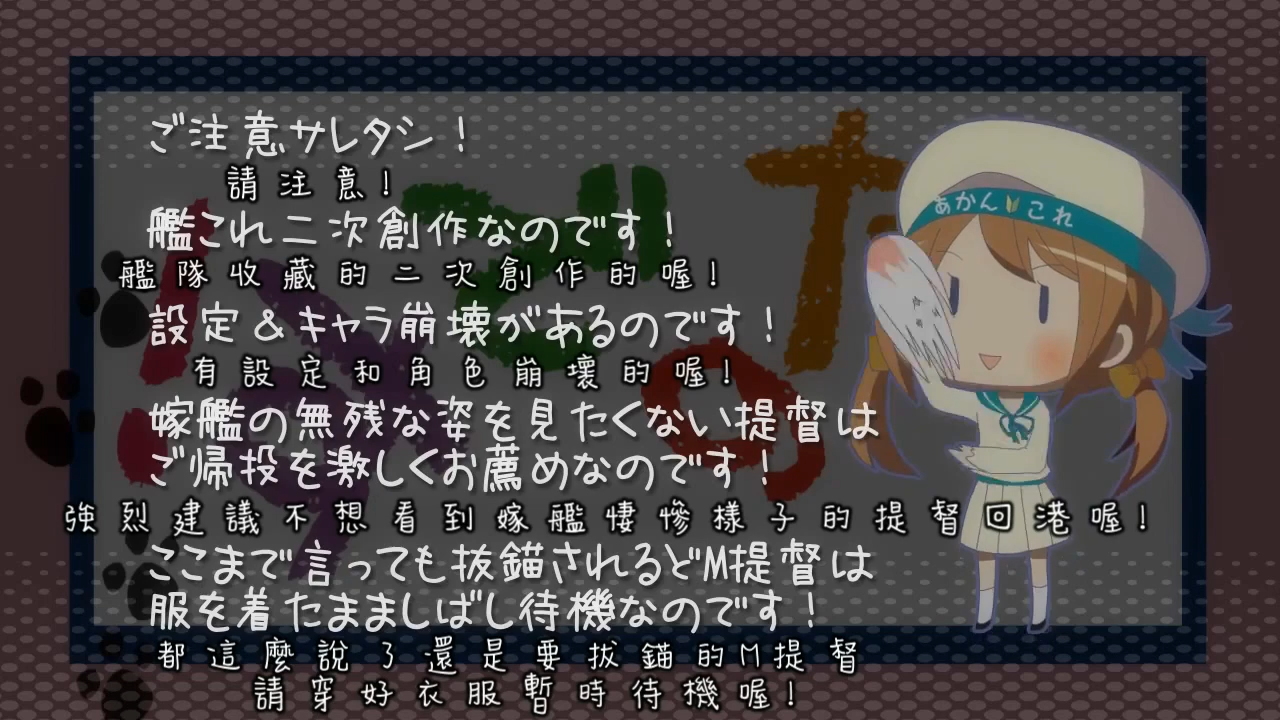 ご注意サレタシ！
請注意！
艦これ二次創作なのです！
艦隊收藏的二次創作的喔！
設定＆キャラ崩壊があるのです！
有設定和角色崩壞的喔！
嫁艦の無残な姿を見たくない提督は
ご帰投を激しくお薦めなのです！
強烈建議不想看到嫁艦悽慘樣子的提督回港喔！
ここまで言っても抜錨されるどM提督は
服を着たまましばし待機なのです！
都這麼說了還是要拔錨的M提督
請穿好衣服暫時待機喔！
あかんこれ